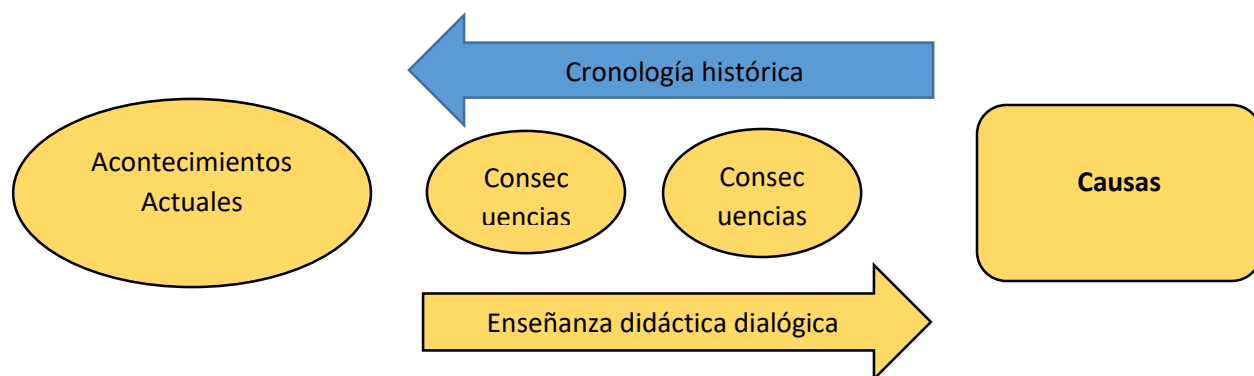 Cronología histórica
Acontecimientos
Actuales
Consec
uencias
Consec
uencias
Causas
Enseñanza didáctica dialógica